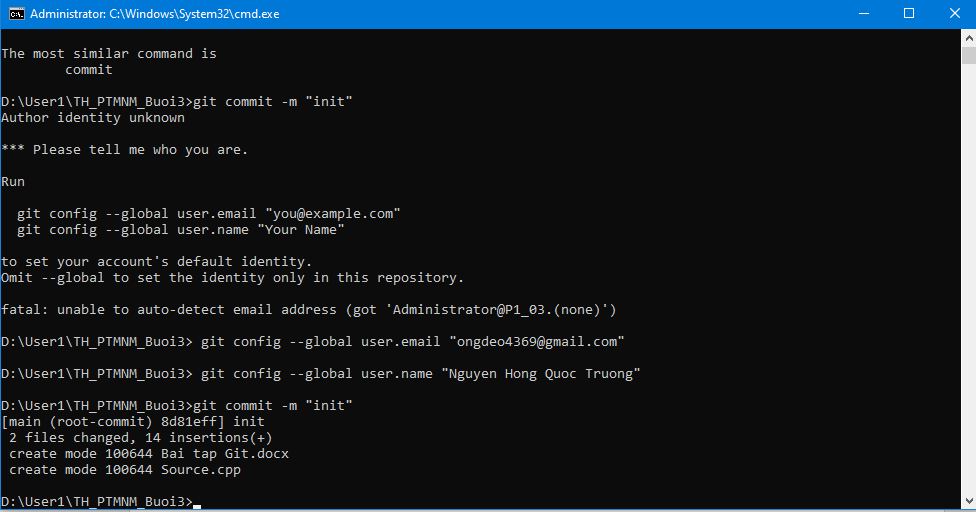 Administrator: C:\Windows\System32\cmd.exe
The most similar command is
        commit
D:\User1\TH_PTMNM_Buoi3>git commit -m "init"
Author identity unknown
*** Please tell me who you are.
Run
  git config --global user.email "you@example.com"
  git config --global user.name "Your Name"
to set your account's default identity.
Omit --global to set the identity only in this repository.
fatal: unable to auto-detect email address (got 'Administrator@P1_03.(none)')
D:\User1\TH_PTMNM_Buoi3> git config --global user.email "ongdeo4369@gmail.com"
D:\User1\TH_PTMNM_Buoi3> git config --global user.name "Nguyen Hong Quoc Truong"
D:\User1\TH_PTMNM_Buoi3>git commit -m "init"
[main (root-commit) 8d81eff] init
 2 files changed, 14 insertions(+)
 create mode 100644 Bai tap Git.docx
 create mode 100644 Source.cpp
D:\User1\TH_PTMNM_Buoi3>